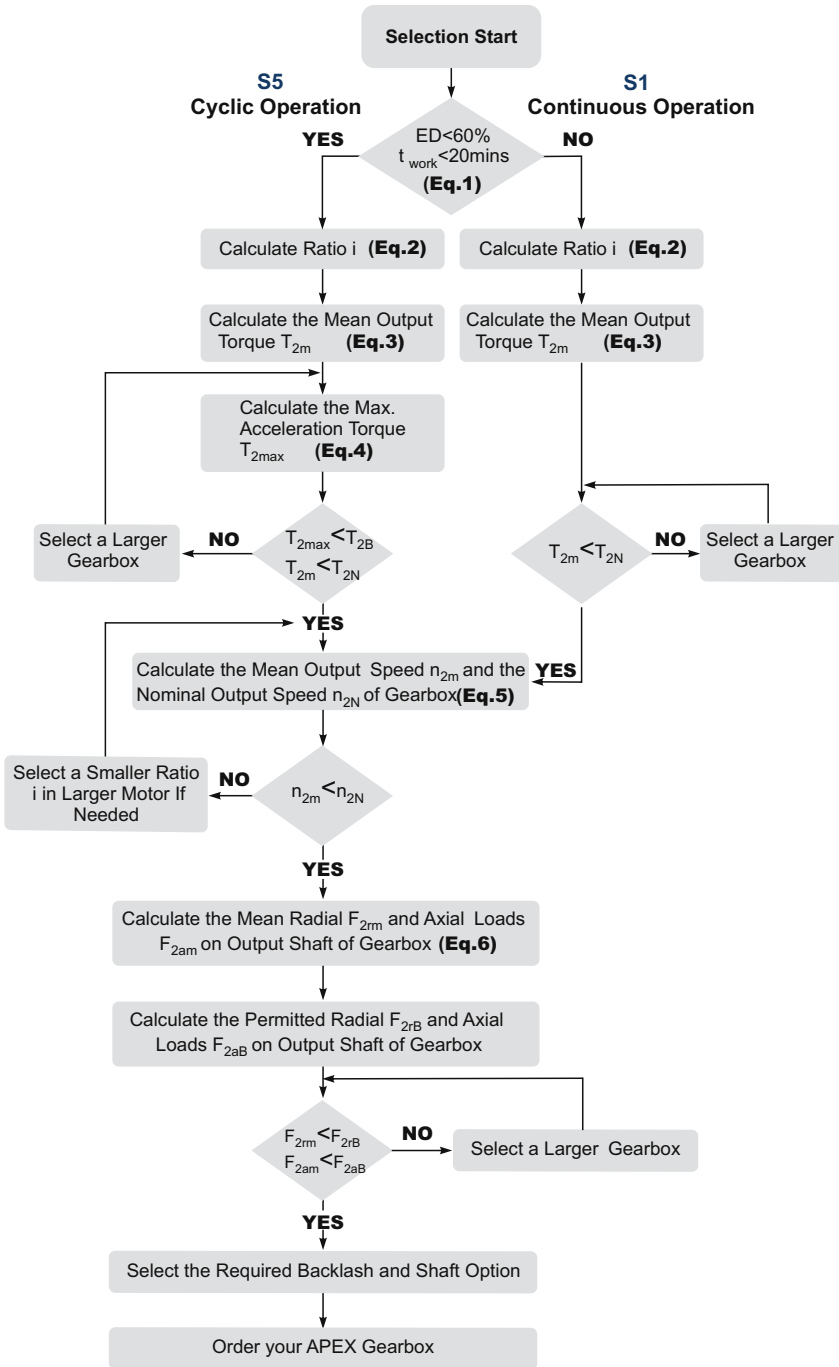 Selection Start
S5
Cyclic Operation
S1
Continuous Operation
YES
ED<60%
t work<20mins
(Eq.1)
NO
Calculate Ratio i (Eq.2)
Calculate Ratio i (Eq.2)
Calculate the Mean Output
Torque T2m (Eq.3)
Calculate the Mean Output
Torque T2m (Eq.3)
Calculate the Max.
Acceleration Torque
T2max (Eq.4)
Select a Larger
Gearbox
NO
T2max<T2B
T2m<T2N
T2m<T2N
NO
Select a Larger
Gearbox
YES
Calculate the Mean Output Speed n2m and the
Nominal Output Speed n2N of Gearbox(Eq.5)
YES
Select a Smaller Ratio
i in Larger Motor If
Needed
NO
n2m<n2N
YES
Calculate the Mean Radial F2rm and Axial Loads
F2am on Output Shaft of Gearbox (Eq.6)
Calculate the Permitted Radial F2rB and Axial
Loads F2aB on Output Shaft of Gearbox
F2rm<F2rB
F2am<F2aB
NO
Select a Larger Gearbox
YES
Select the Required Backlash and Shaft Option
Order your APEX Gearbox